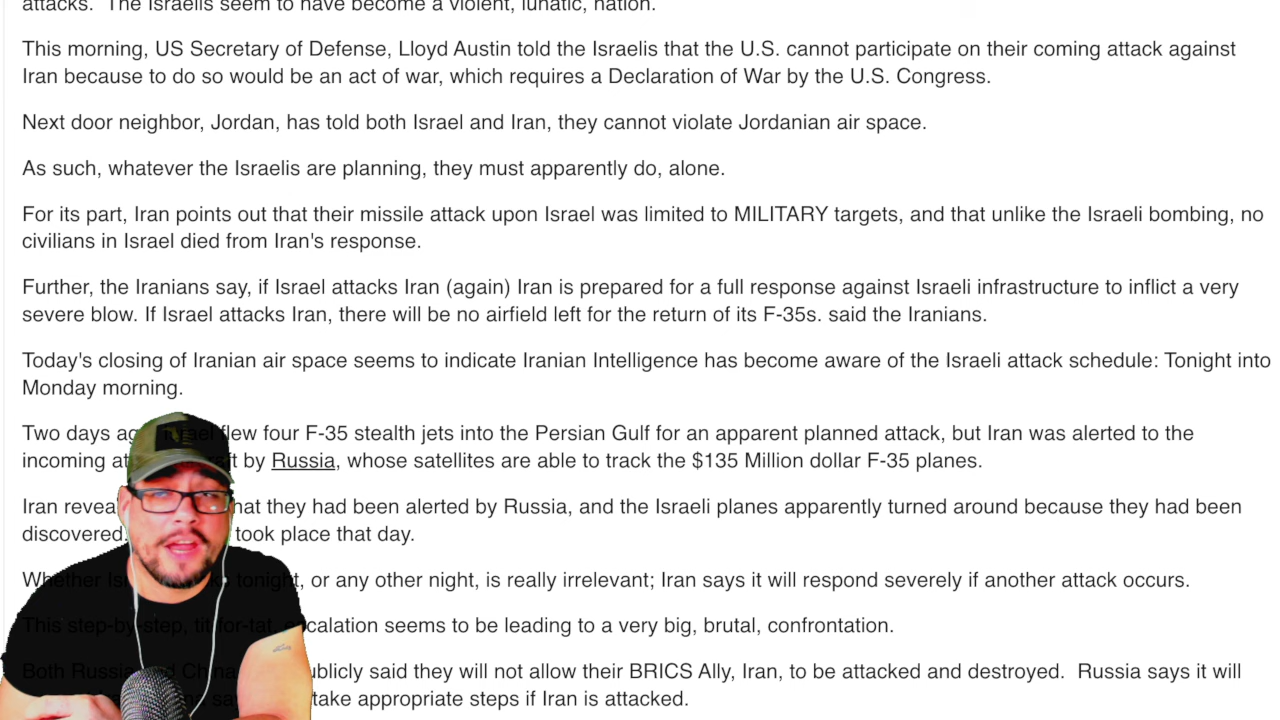 attacks.  The Israelis seem to have become a violent, lunatic, nation.
This morning, US Secretary of Defense, Lloyd Austin told the Israelis that the U.S. cannot participate on their coming attack against
Iran because to do so would be an act of war, which requires a Declaration of War by the U.S. Congress.
Next door neighbor, Jordan, has told both Israel and Iran, they cannot violate Jordanian air space.
As such, whatever the Israelis are planning, they must apparently do, alone.
For its part, Iran points out that their missile attack upon Israel was limited to MILITARY targets, and that unlike the Israeli bombing, no
civilians in Israel died from Iran's response.
Further, the Iranians say, if Israel attacks Iran (again) Iran is prepared for a full response against Israeli infrastructure to inflict a very
severe blow. If Israel attacks Iran, there will be no airfield left for the return of its F-35s. said the Iranians.
Today's closing of Iranian air space seems to indicate Iranian Intelligence has become aware of the Israeli attack schedule: Tonight into
Monday morning.
Two days Israel flew four F-35 stealth jets into the Persian Gulf for an apparent planned attack, but Iran was alerted to the
incoming by Russia, whose satellites are able to track the $135 Million dollar F-35 planes.
Iran that they had been alerted by Russia, and the Israeli planes apparently turned around because they had been
discovered. took place that day.
Whether tonight, or any other night, is really irrelevant; Iran says it will respond severely if another attack occurs.
This step-by-step, tit-for-tat, escalation seems to be leading to a very big, brutal, confrontation.
Both Russia and China publicly said they will not allow their BRICS Ally, Iran, to be attacked and destroyed.  Russia says it will
take appropriate steps if Iran is attacked.